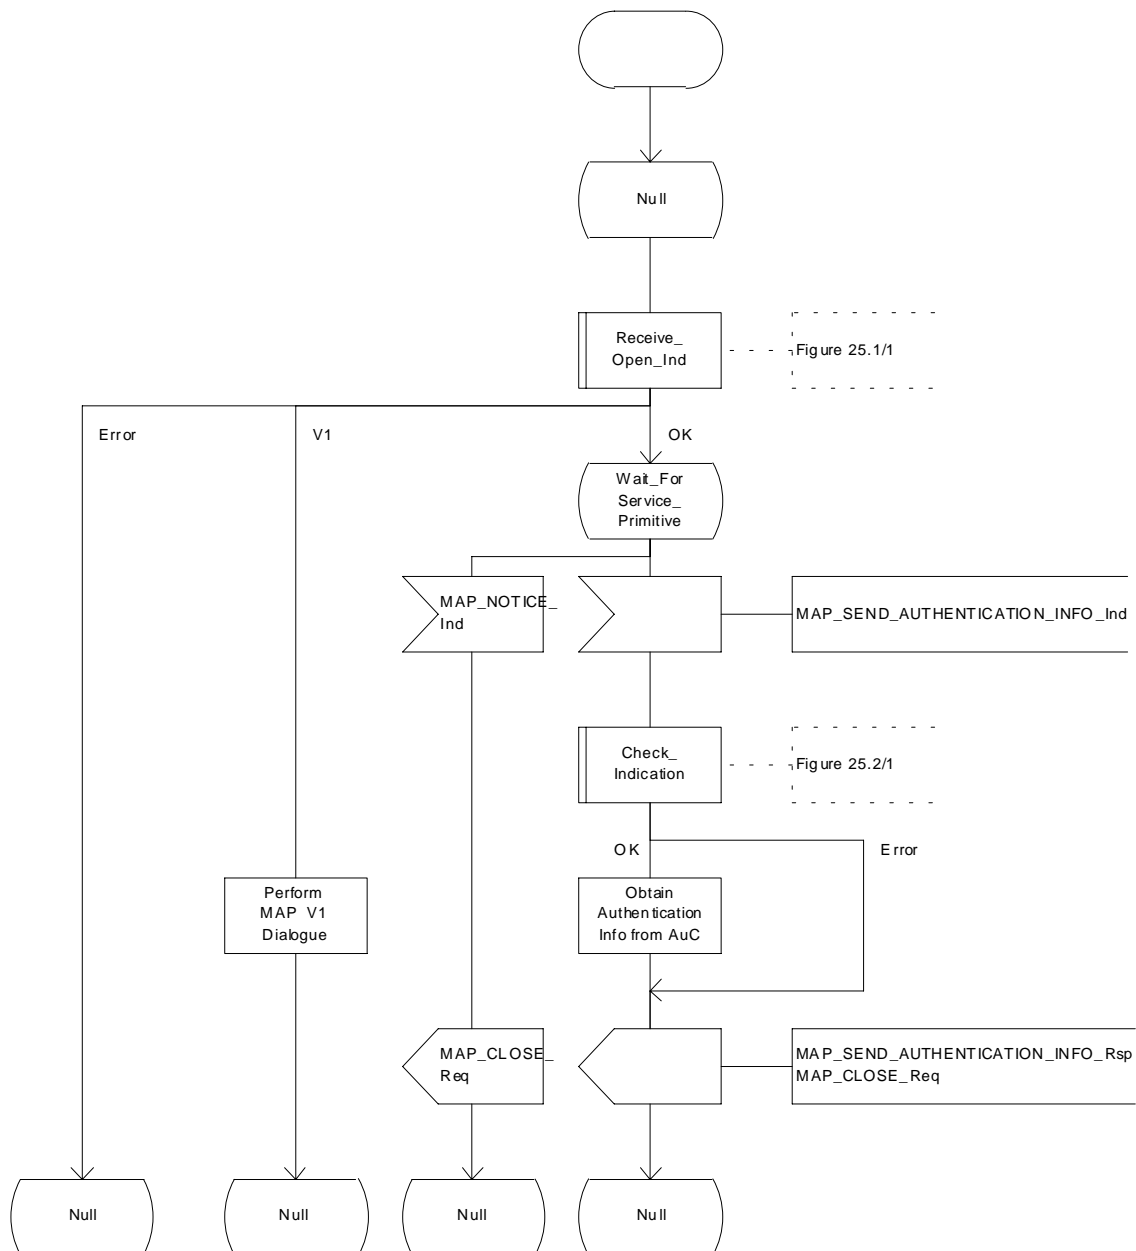 Null
Receive_
Open_Ind
Figure 25.1/1
Error
V1
OK
Wait_For
Service_
Primitive
MAP_NOTICE_
Ind
MAP_SEND_AUTHENTICATION_INFO_Ind
Check_
Indication
Figure 25.2/1
OK
Error
Perform
MAP V1
Dialogue
Obtain
Authentication
Info from AuC
MAP_CLOSE_
Req
MAP_SEND_AUTHENTICATION_INFO_Rsp
MAP_CLOSE_Req
Null
Null
Null
Null